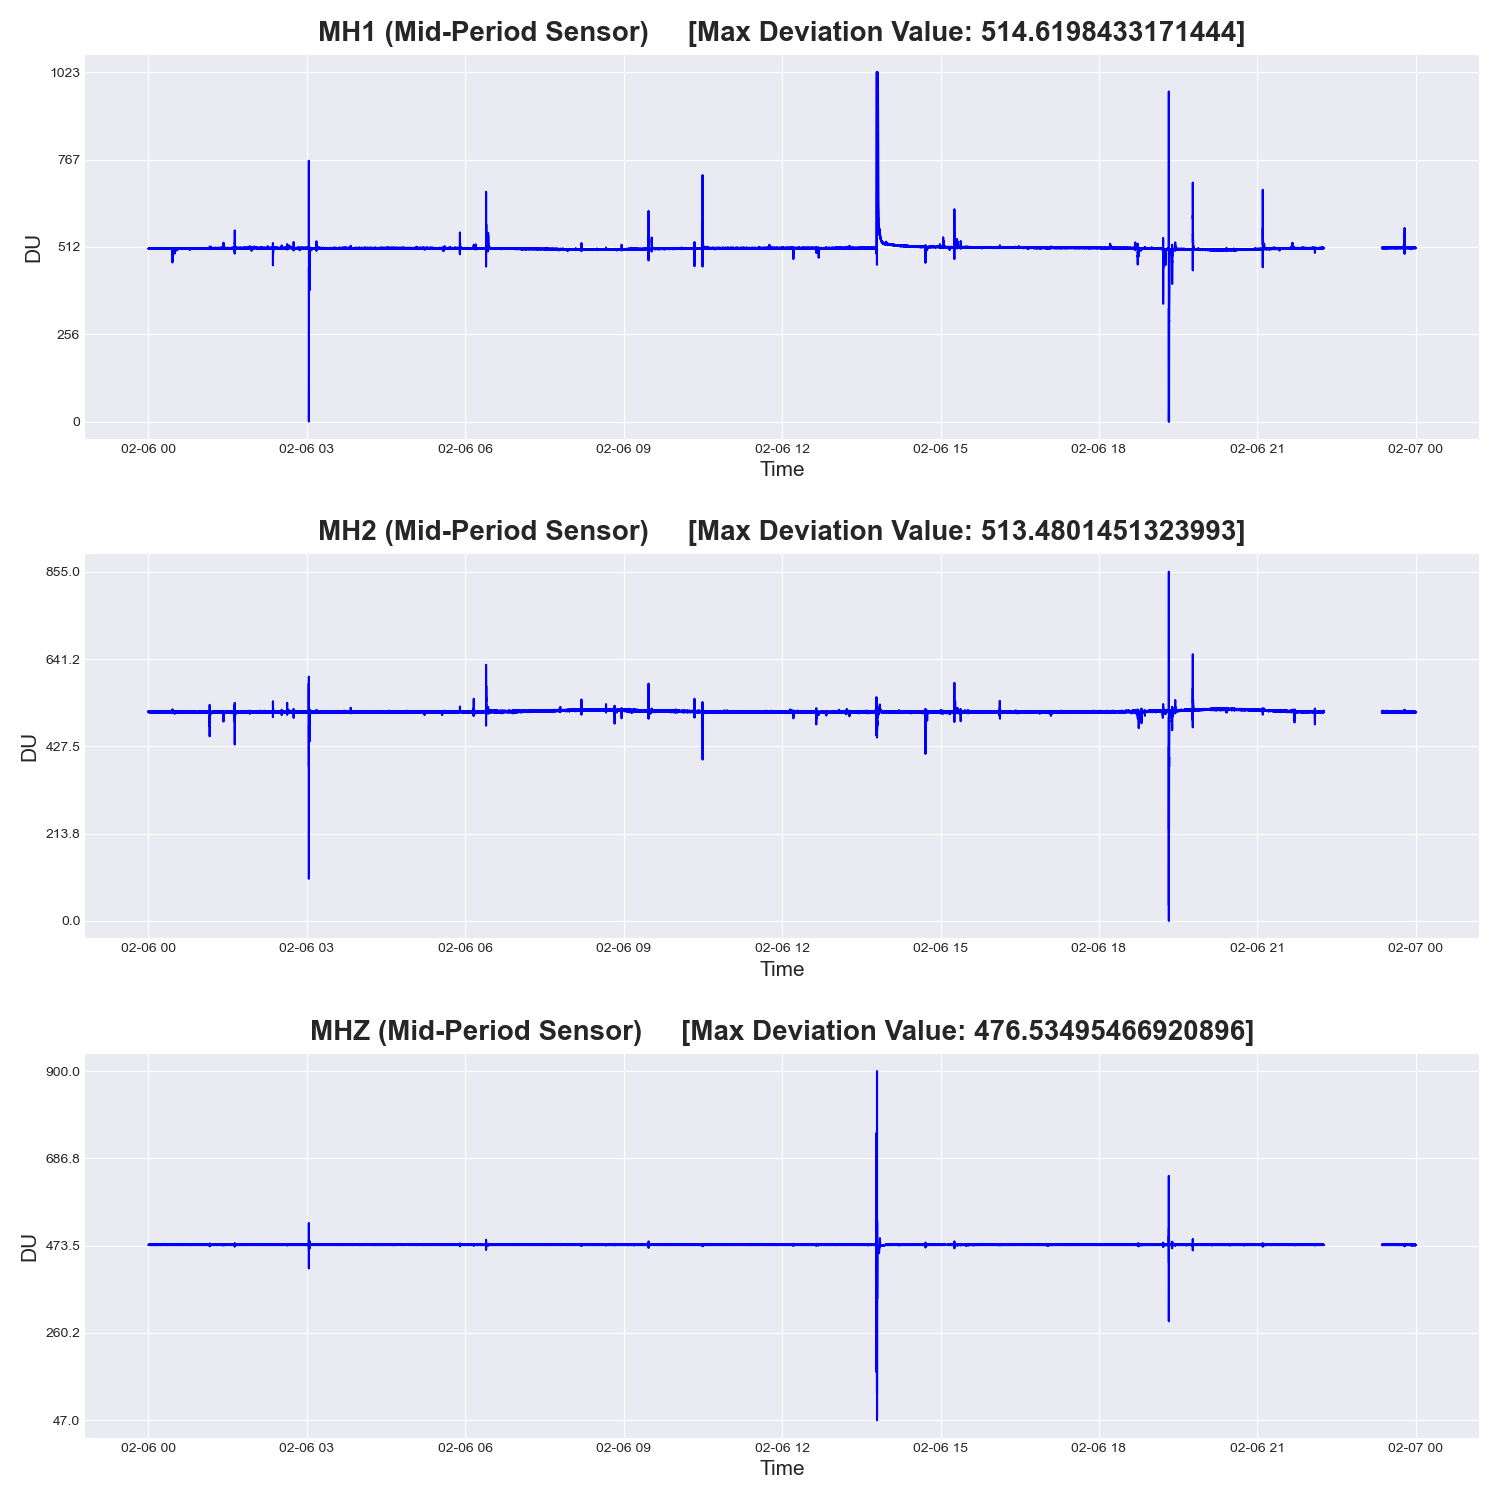 MH1 (Mid-Period Sensor) [Max Deviation Value: 514.6198433171444]
1023
767
512
256
0
DU
02-06 00 02-06 03 02-06 06 02-06 09 02-06 12 02-06 15 02-06 18 02-06 21 02-07 00
Time
MH2 (Mid-Period Sensor) [Max Deviation Value: 513.4801451323993]
855.0
641.2
427.5
213.8
0.0
DU
02-06 00 02-06 03 02-06 06 02-06 09 02-06 12 02-06 15 02-06 18 02-06 21 02-07 00
Time
MHZ (Mid-Period Sensor) [Max Deviation Value: 476.53495466920896]
900.0
686.8
473.5
260.2
47.0
DU
02-06 00 02-06 03 02-06 06 02-06 09 02-06 12 02-06 15 02-06 18 02-06 21 02-07 00
Time